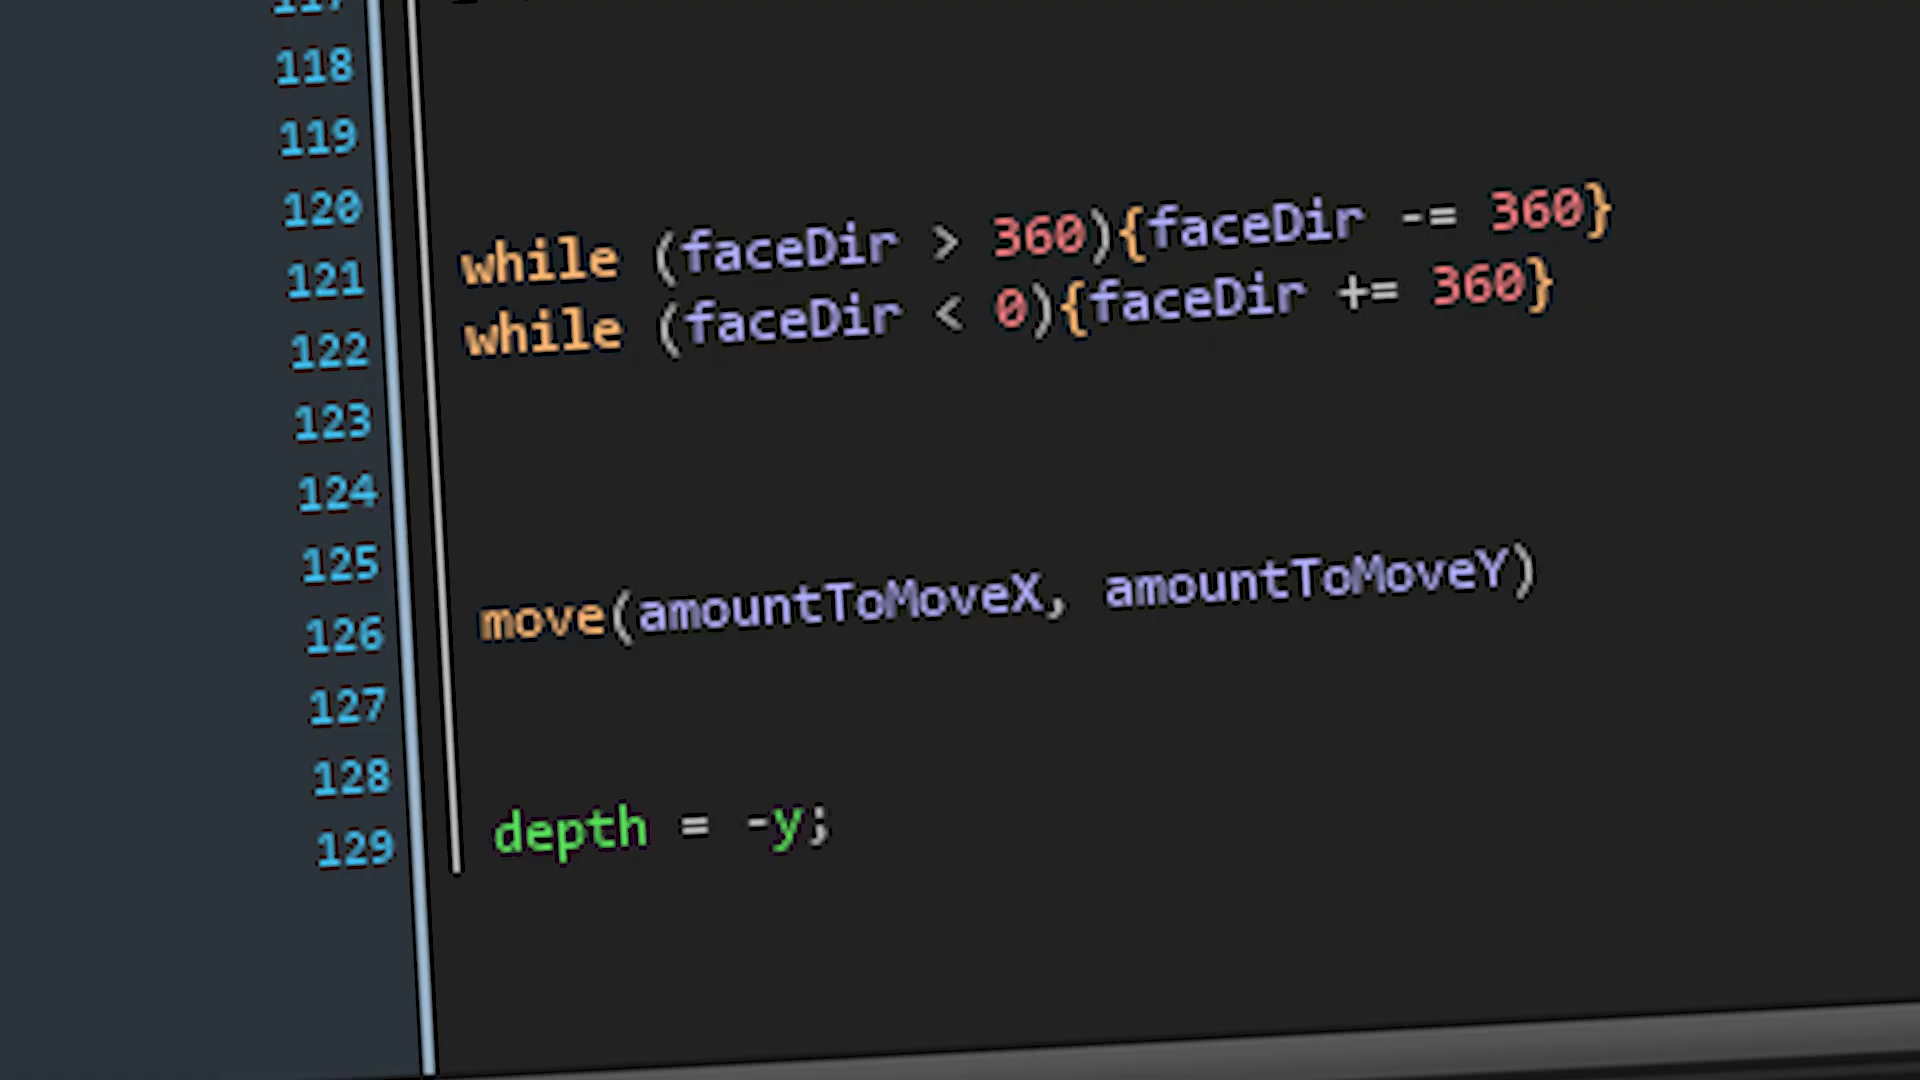 118
119
120
121 while (faceDir > 360){faceDir -= 360}
122 while (faceDir < 0){faceDir += 360}
123
124
125
126 move(amountToMoveX, amountToMoveY)
127
128
129 depth = -y;